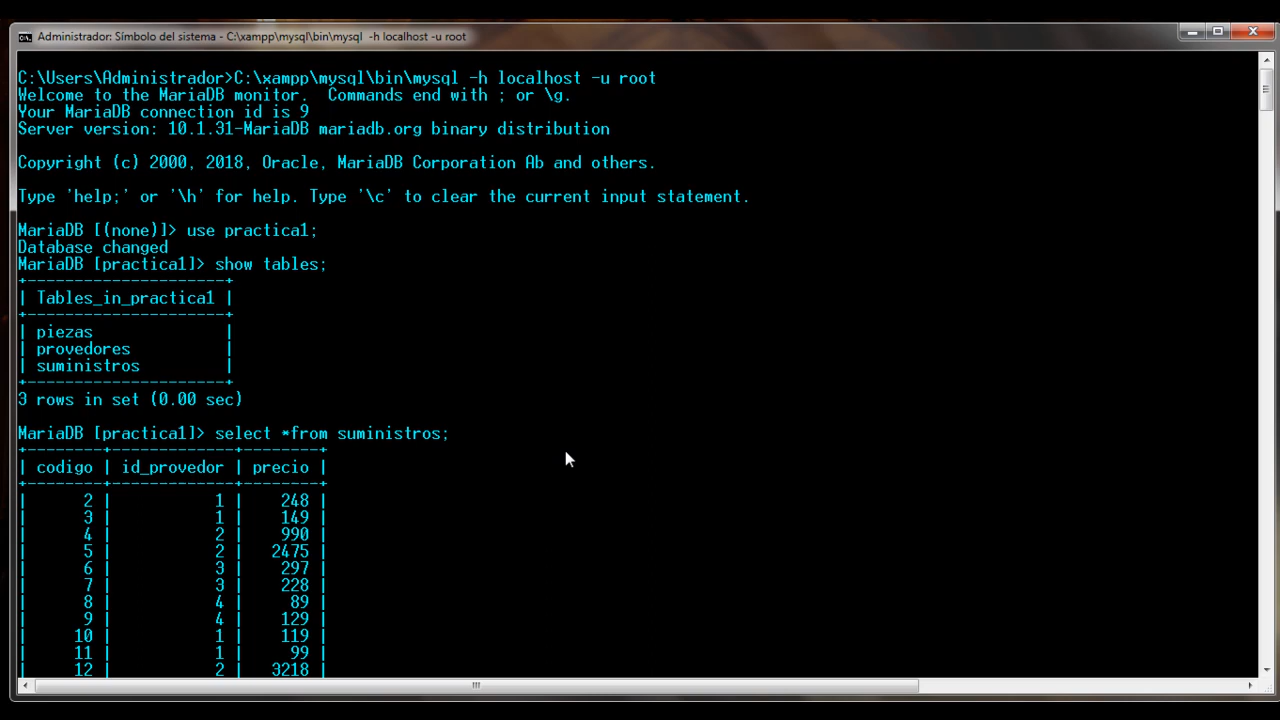 Administrador: Símbolo del sistema - C:\xampp\mysql\bin\mysql -h localhost -u root
C:\Users\Administrador>C:\xampp\mysql\bin\mysql -h localhost -u root
Welcome to the MariaDB monitor.  Commands end with ; or \g.
Your MariaDB connection id is 9
Server version: 10.1.31-MariaDB mariadb.org binary distribution
Copyright (c) 2000, 2018, Oracle, MariaDB Corporation Ab and others.
Type 'help;' or '\h' for help. Type '\c' to clear the current input statement.
MariaDB [(none)]> use practica1;
Database changed
MariaDB [practica1]> show tables;
+----------------------+
| Tables_in_practica1 |
+----------------------+
| piezas              |
| provedores          |
| suministros         |
+----------------------+
3 rows in set (0.00 sec)
MariaDB [practica1]> select *from suministros;
+--------+-------------+--------+
| codigo | id_provedor | precio |
+--------+-------------+--------+
|      2 |           1 |    248 |
|      3 |           1 |    149 |
|      4 |           2 |    990 |
|      5 |           2 |   2475 |
|      6 |           3 |    297 |
|      7 |           3 |    228 |
|      8 |           4 |     89 |
|      9 |           4 |    129 |
|     10 |           1 |    119 |
|     11 |           1 |     99 |
|     12 |           2 |   3218 |